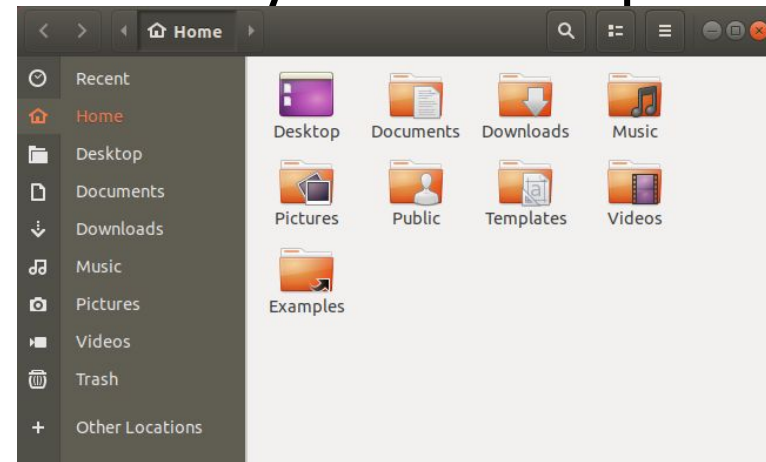 Home
Recent
Home
Desktop
Documents
Downloads
Music
Pictures
Videos
Trash
Other Locations
Desktop Documents Downloads Music
Pictures Public Templates Videos
Examples